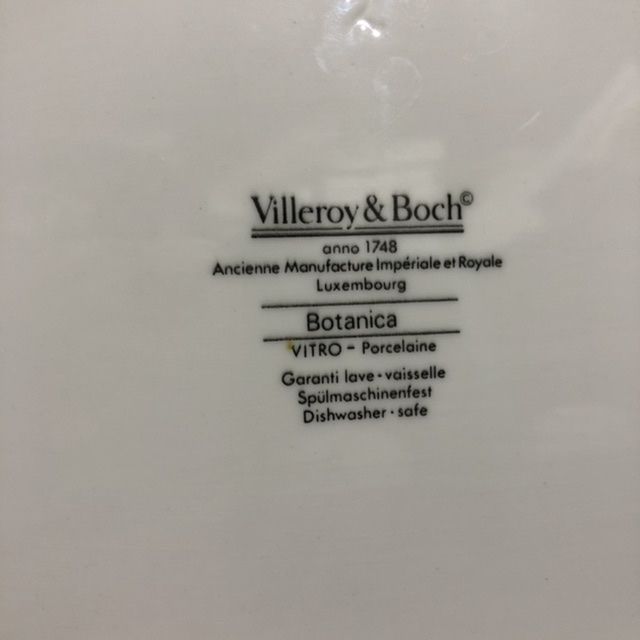 Villeroy & Boch©
anno 1748
Ancienne Manufacture Impériale et Royale
Luxembourg
Botanica
VITRO - Porcelaine
Garanti lave · vaisselle
Spülmaschinenfest
Dishwasher · safe